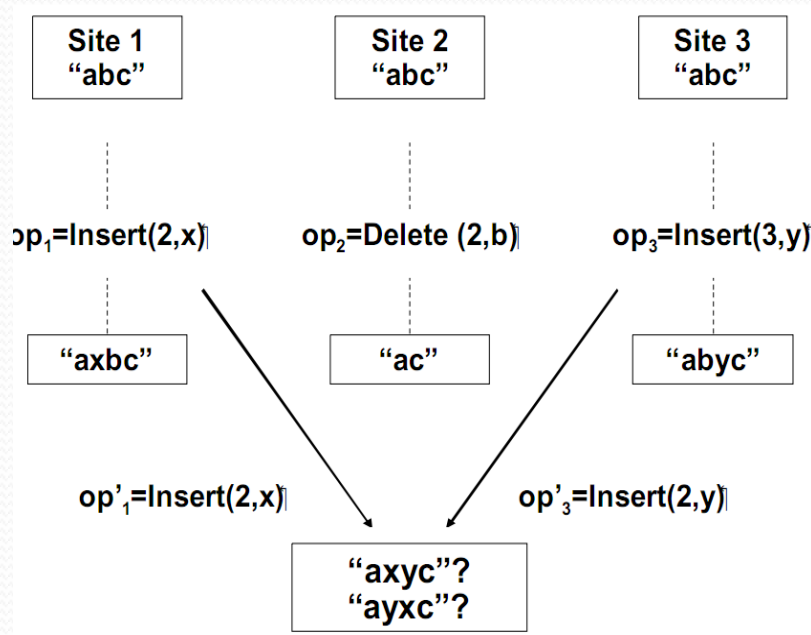 Site 1
“abc”
Site 2
“abc”
Site 3
“abc”
op₁=Insert(2,x)
op₂=Delete (2,b)
op₃=Insert(3,y)
“axbc”
“ac”
“abyc”
op’₁=Insert(2,x)
op’₃=Insert(2,y)
“axyc”?
“ayxc”?